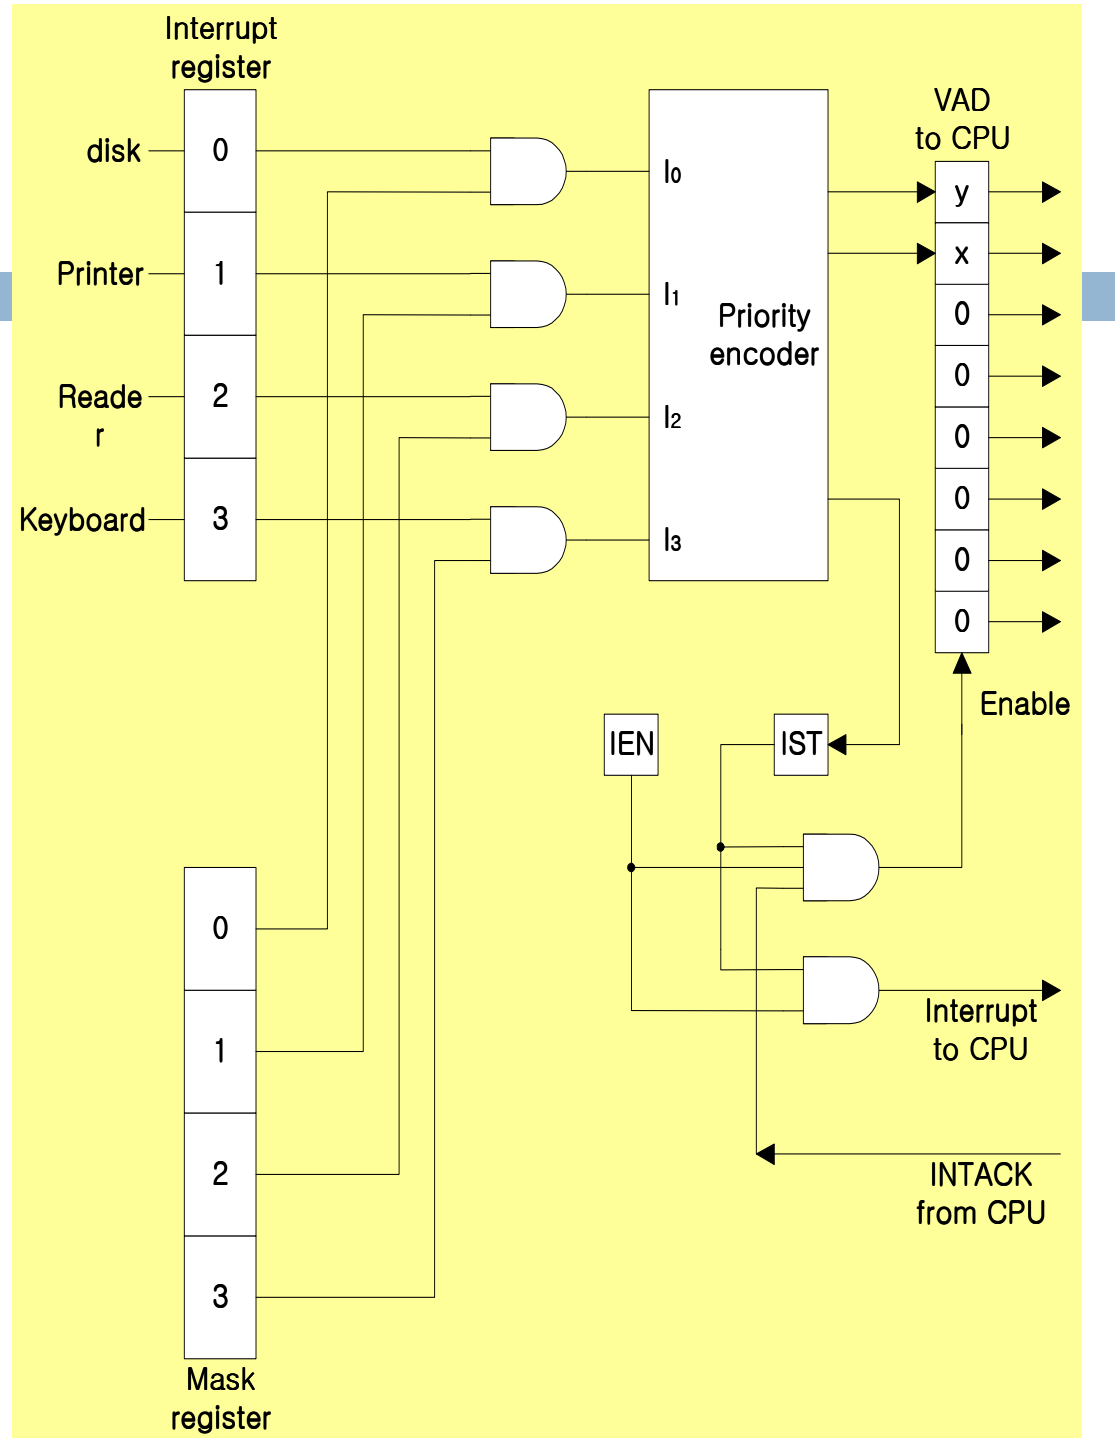 Interrupt
register
disk
0
Printer
1
Reade
r
2
Keyboard
3
I0
I1
I2
I3
Priority
encoder
VAD
to CPU
y
x
0
0
0
0
0
0
Enable
IEN
IST
Interrupt
to CPU
INTACK
from CPU
0
1
2
3
Mask
register